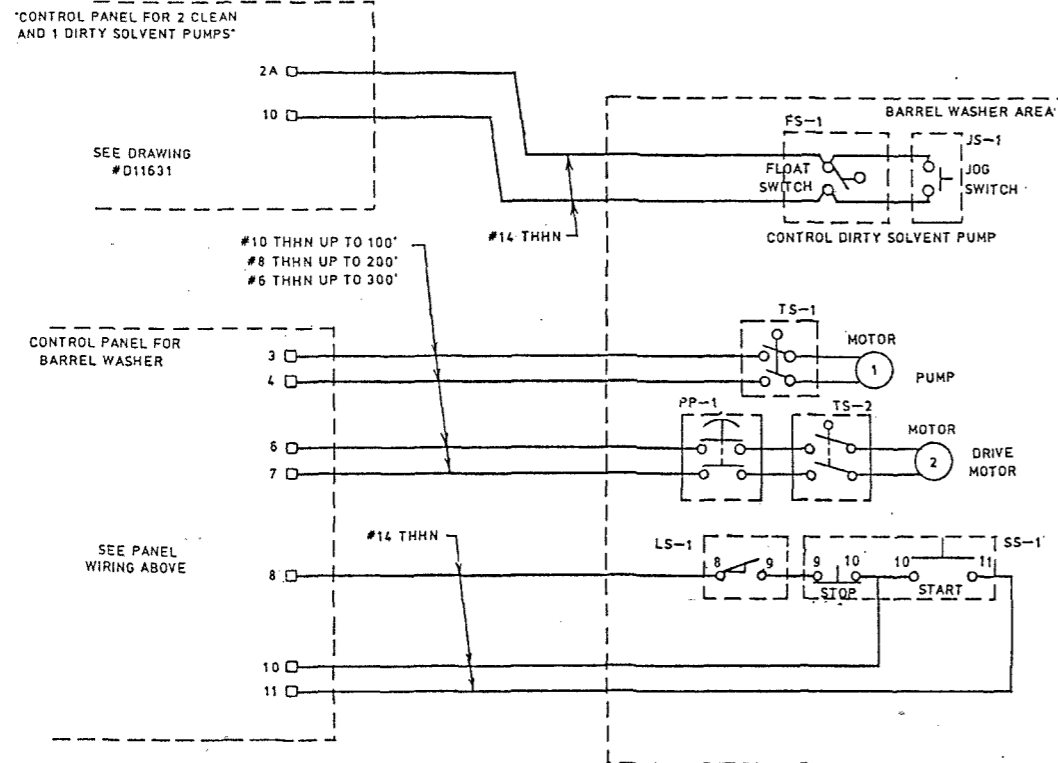 "CONTROL PANEL FOR 2 CLEAN
AND 1 DIRTY SOLVENT PUMPS"
2A
10
SEE DRAWING
#D11631
BARREL WASHER AREA
FS-1
JS-1
FLOAT
SWITCH
JOG
SWITCH
#14 THHN
CONTROL DIRTY SOLVENT PUMP
#10 THHN UP TO 100'
#8 THHN UP TO 200'
#6 THHN UP TO 300'
CONTROL PANEL FOR
BARREL WASHER
3
4
TS-1
MOTOR
1
PUMP
PP-1
TS-2
MOTOR
6
7
2
DRIVE
MOTOR
#14 THHN
SEE PANEL
WIRING ABOVE
LS-1
SS-1
8
8
9
9
10
10
11
STOP
START
10
11